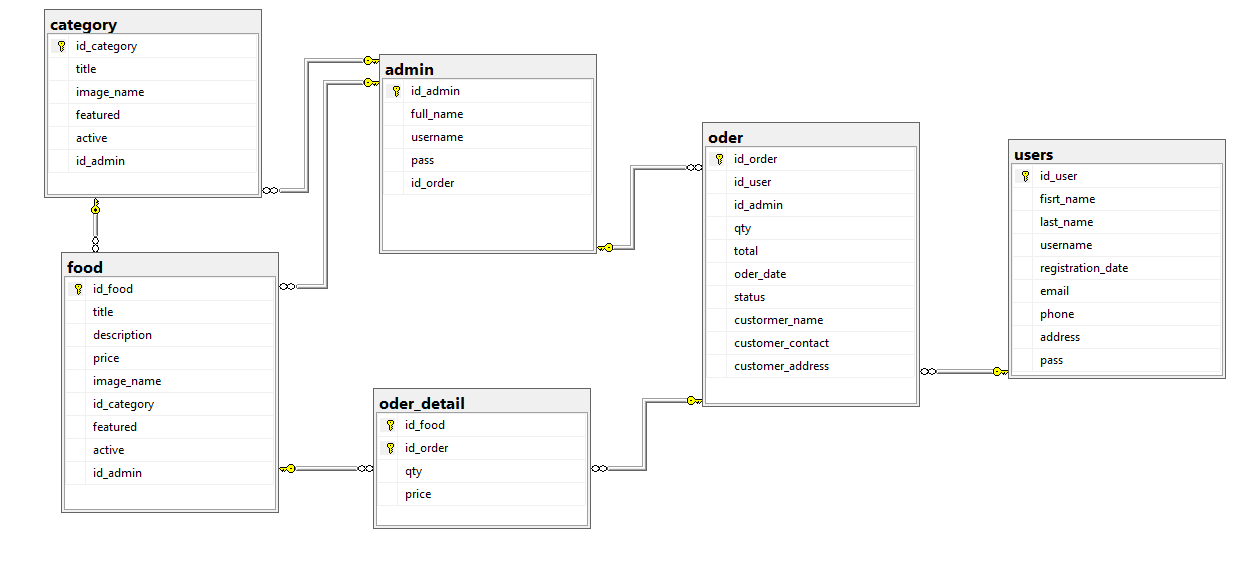 category
id_category
title
image_name
featured
active
id_admin
admin
id_admin
full_name
username
pass
id_order
oder
id_order
id_user
id_admin
qty
total
oder_date
status
custormer_name
customer_contact
customer_address
users
id_user
fisrt_name
last_name
username
registration_date
email
phone
address
pass
food
id_food
title
description
price
image_name
id_category
featured
active
id_admin
oder_detail
id_food
id_order
qty
price